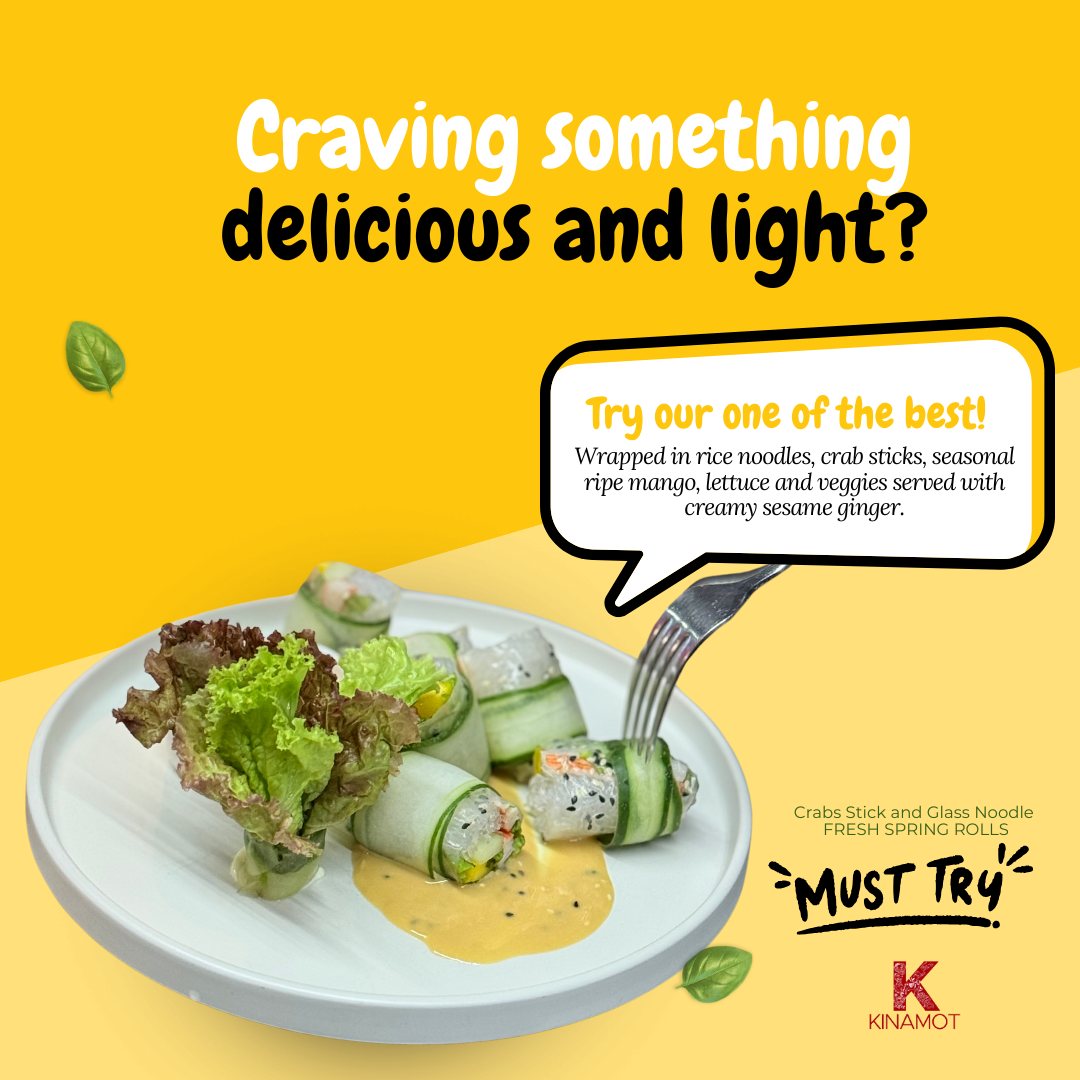 Craving something
delicious and light?
Try our one of the best!
Wrapped in rice noodles, crab sticks, seasonal
ripe mango, lettuce and veggies served with
creamy sesame ginger.
Crabs Stick and Glass Noodle
FRESH SPRING ROLLS
MUST TRY
K
KINAMOT